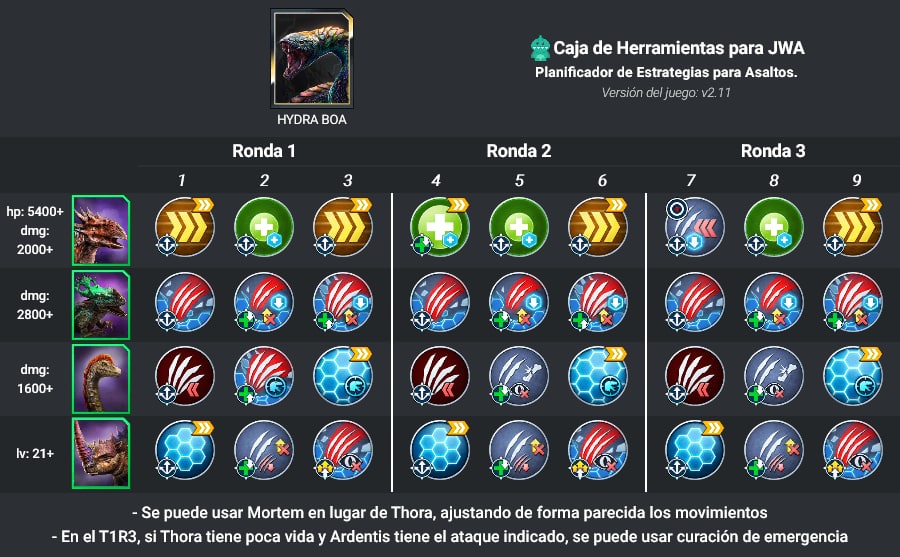 Caja de Herramientas para JWA
Planificador de Estrategias para Asaltos.
Versión del juego: v2.11
HYDRA BOA
Ronda 1
Ronda 2
Ronda 3
1 2 3 4 5 6 7 8 9
hp: 5400+
dmg:
2000+
dmg:
2800+
dmg:
1600+
lv: 21+
- Se puede usar Mortem en lugar de Thora, ajustando de forma parecida los movimientos
- En el T1R3, si Thora tiene poca vida y Ardentis tiene el ataque indicado, se puede usar curación de emergencia